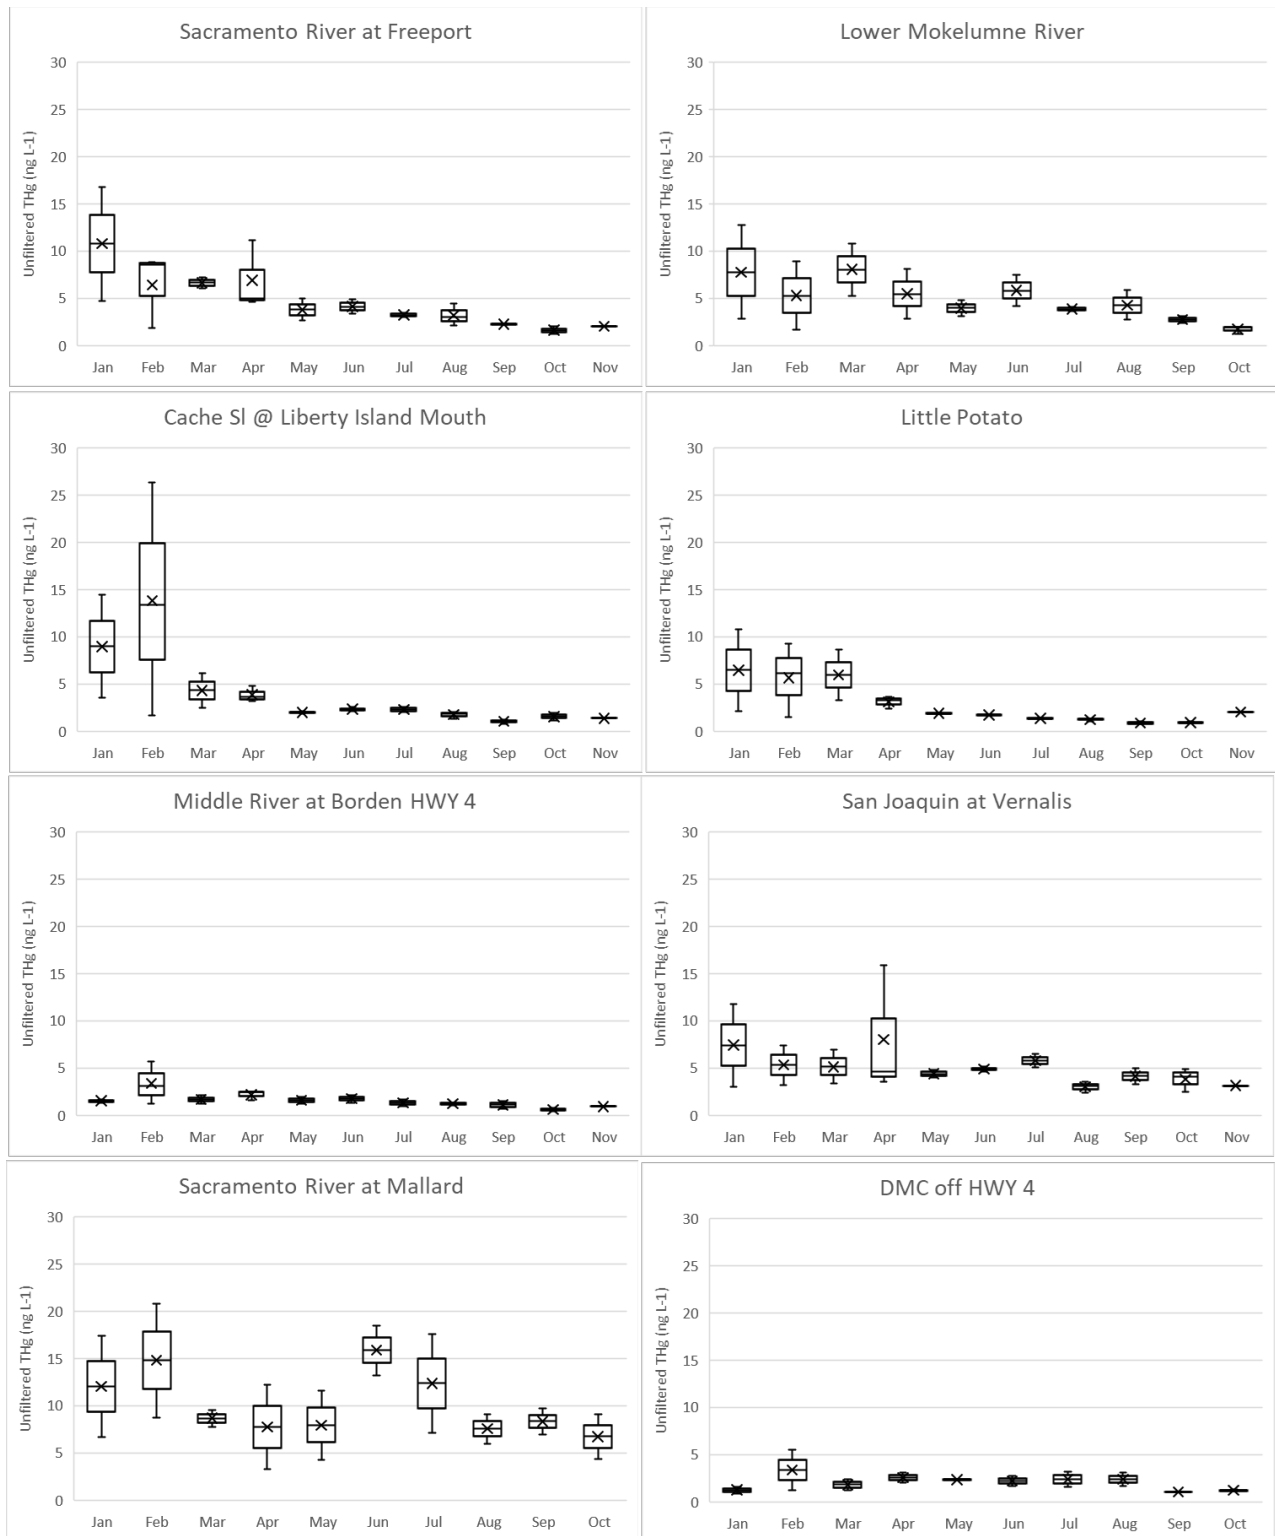 Sacramento River at Freeport
Unfiltered THg (ng L-1)
30
25
20
15
10
5
0
Jan Feb Mar Apr May Jun Jul Aug Sep Oct Nov
Lower Mokelumne River
Unfiltered THg (ng L-1)
30
25
20
15
10
5
0
Jan Feb Mar Apr May Jun Jul Aug Sep Oct
Cache Sl @ Liberty Island Mouth
Unfiltered THg (ng L-1)
30
25
20
15
10
5
0
Jan Feb Mar Apr May Jun Jul Aug Sep Oct Nov
Little Potato
Unfiltered THg (ng L-1)
30
25
20
15
10
5
0
Jan Feb Mar Apr May Jun Jul Aug Sep Oct Nov
Middle River at Borden HWY 4
Unfiltered THg (ng L-1)
30
25
20
15
10
5
0
Jan Feb Mar Apr May Jun Jul Aug Sep Oct Nov
San Joaquin at Vernalis
Unfiltered THg (ng L-1)
30
25
20
15
10
5
0
Jan Feb Mar Apr May Jun Jul Aug Sep Oct Nov
Sacramento River at Mallard
Unfiltered THg (ng L-1)
30
25
20
15
10
5
0
Jan Feb Mar Apr May Jun Jul Aug Sep Oct
DMC off HWY 4
Unfiltered THg (ng L-1)
30
25
20
15
10
5
0
Jan Feb Mar Apr May Jun Jul Aug Sep Oct